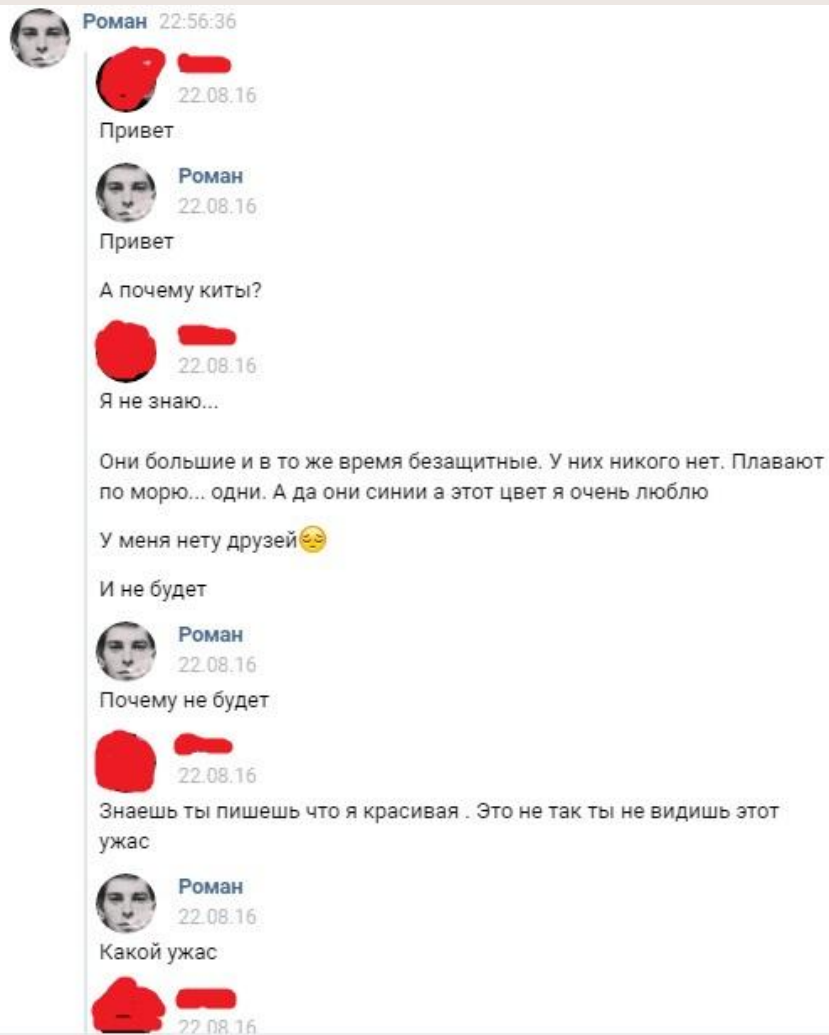 Роман 22:56:36
22.08.16
Привет
Роман
22.08.16
Привет
А почему киты?
22.08.16
Я не знаю...
Они большие и в то же время безащитные. У них никого нет. Плавают
по морю... одни. А да они синии а этот цвет я очень люблю
У меня нету друзей😔
И не будет
Роман
22.08.16
Почему не будет
22.08.16
Знаешь ты пишешь что я красивая . Это не так ты не видишь этот
ужас
Роман
22.08.16
Какой ужас
22.08.16